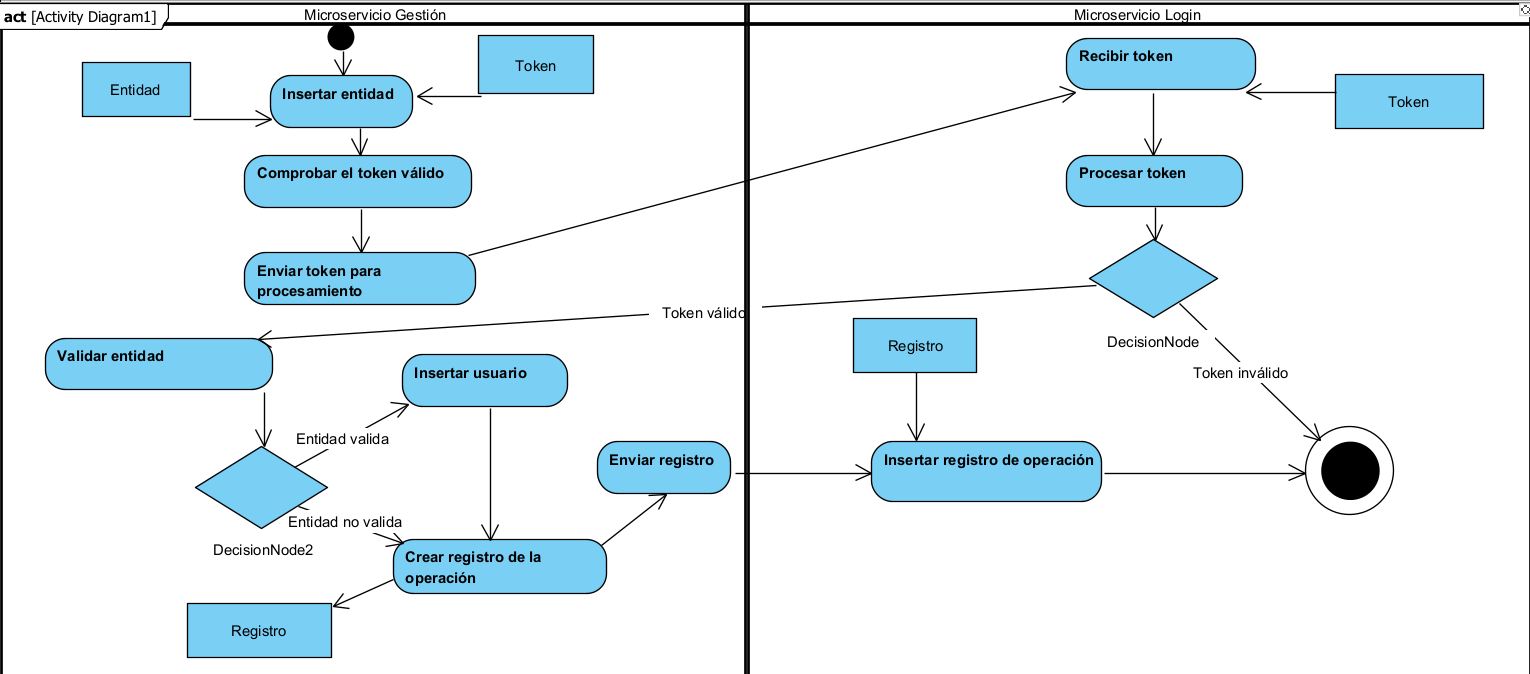 act [Activity Diagram1]
Microservicio Gestión
Microservicio Login
Entidad
Token
Insertar entidad
Comprobar el token válido
Enviar token para
procesamiento
Validar entidad
Insertar usuario
Entidad valida
Entidad no valida
DecisionNode2
Crear registro de la
operación
Registro
Enviar registro
Token válido
Recibir token
Token
Procesar token
DecisionNode
Token inválido
Registro
Insertar registro de operación